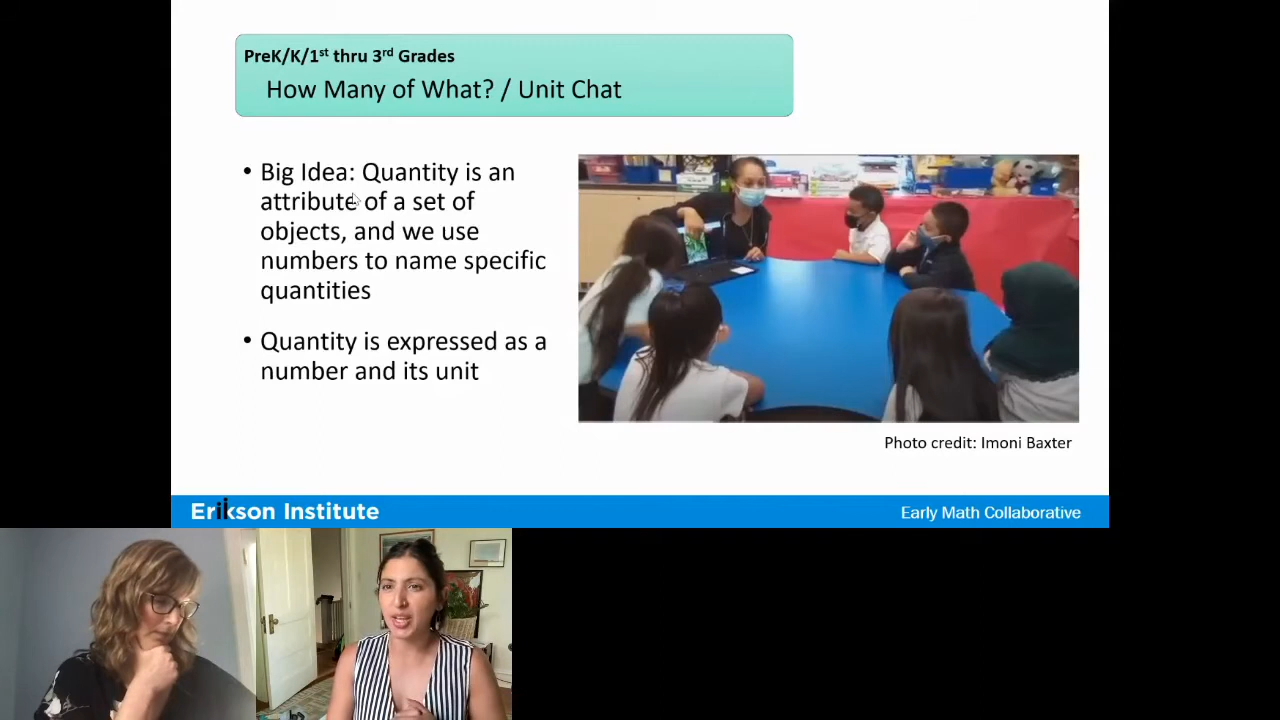 PreK/K/1st thru 3rd Grades
How Many of What? / Unit Chat
• Big Idea: Quantity is an
attribute of a set of
objects, and we use
numbers to name specific
quantities
• Quantity is expressed as a
number and its unit
Photo credit: Imoni Baxter
Erikson Institute
Early Math Collaborative